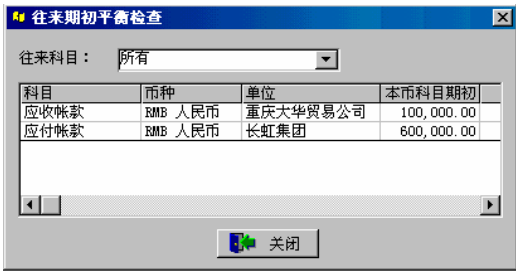 往来期初平衡检查
往来科目： 所有
科目 币种 单位 本币科目期初
应收帐款 RMB 人民币 重庆大华贸易公司 100,000.00
应付帐款 RMB 人民币 长虹集团 600,000.00
关闭